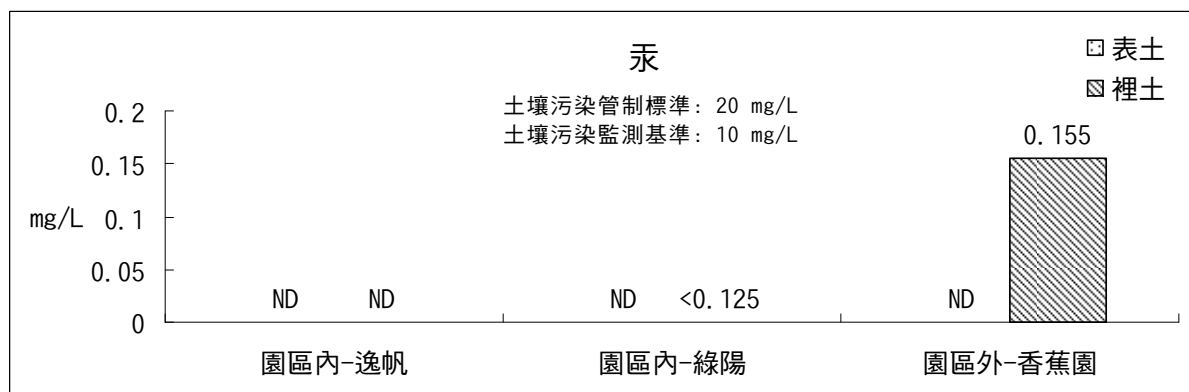 汞
表土
裡土
土壤污染管制標準: 20 mg/L
土壤污染監測基準: 10 mg/L
mg/L
0.2
0.15
0.1
0.05
0
ND
ND
ND
<0.125
ND
0.155
園區內-逸帆
園區內-綠陽
園區外-香蕉園